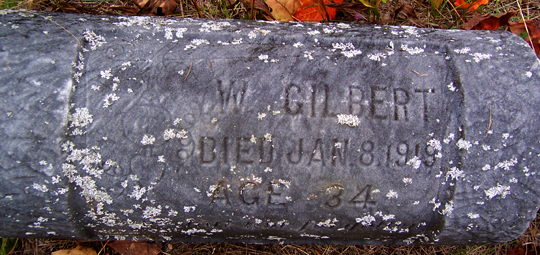 W. GILBERT
DIED JAN. 8. 1919
AGE 34